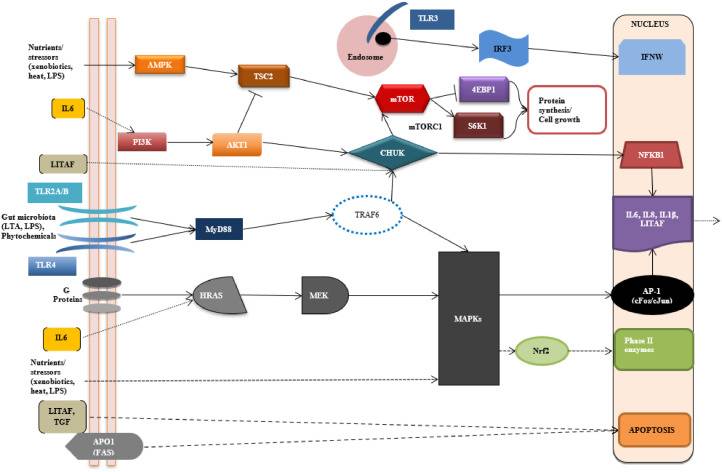 TLR3
NUCLEUS
Endosome
IRF3
IFNW
Nutrients/
stressors
(xenobiotics,
heat, LPS)
AMPK
TSC2
mTOR
4EBP1
S6K1
Protein
synthesis/
Cell growth
mTORC1
IL6
PI3K
AKT1
CHUK
NFKB1
LITAF
TLR2A/B
Gut microbiota
(LTA, LPS),
Phytochemicals
MyD88
TRAF6
IL6, IL8, IL1β,
LITAF
TLR4
G
Proteins
HRAS
MEK
MAPKs
AP-1
(cFos/cJun)
IL6
Nrf2
Phase II
enzymes
Nutrients/
stressors
(xenobiotics,
heat, LPS)
LITAF,
TGF
APO1
(FAS)
APOPTOSIS